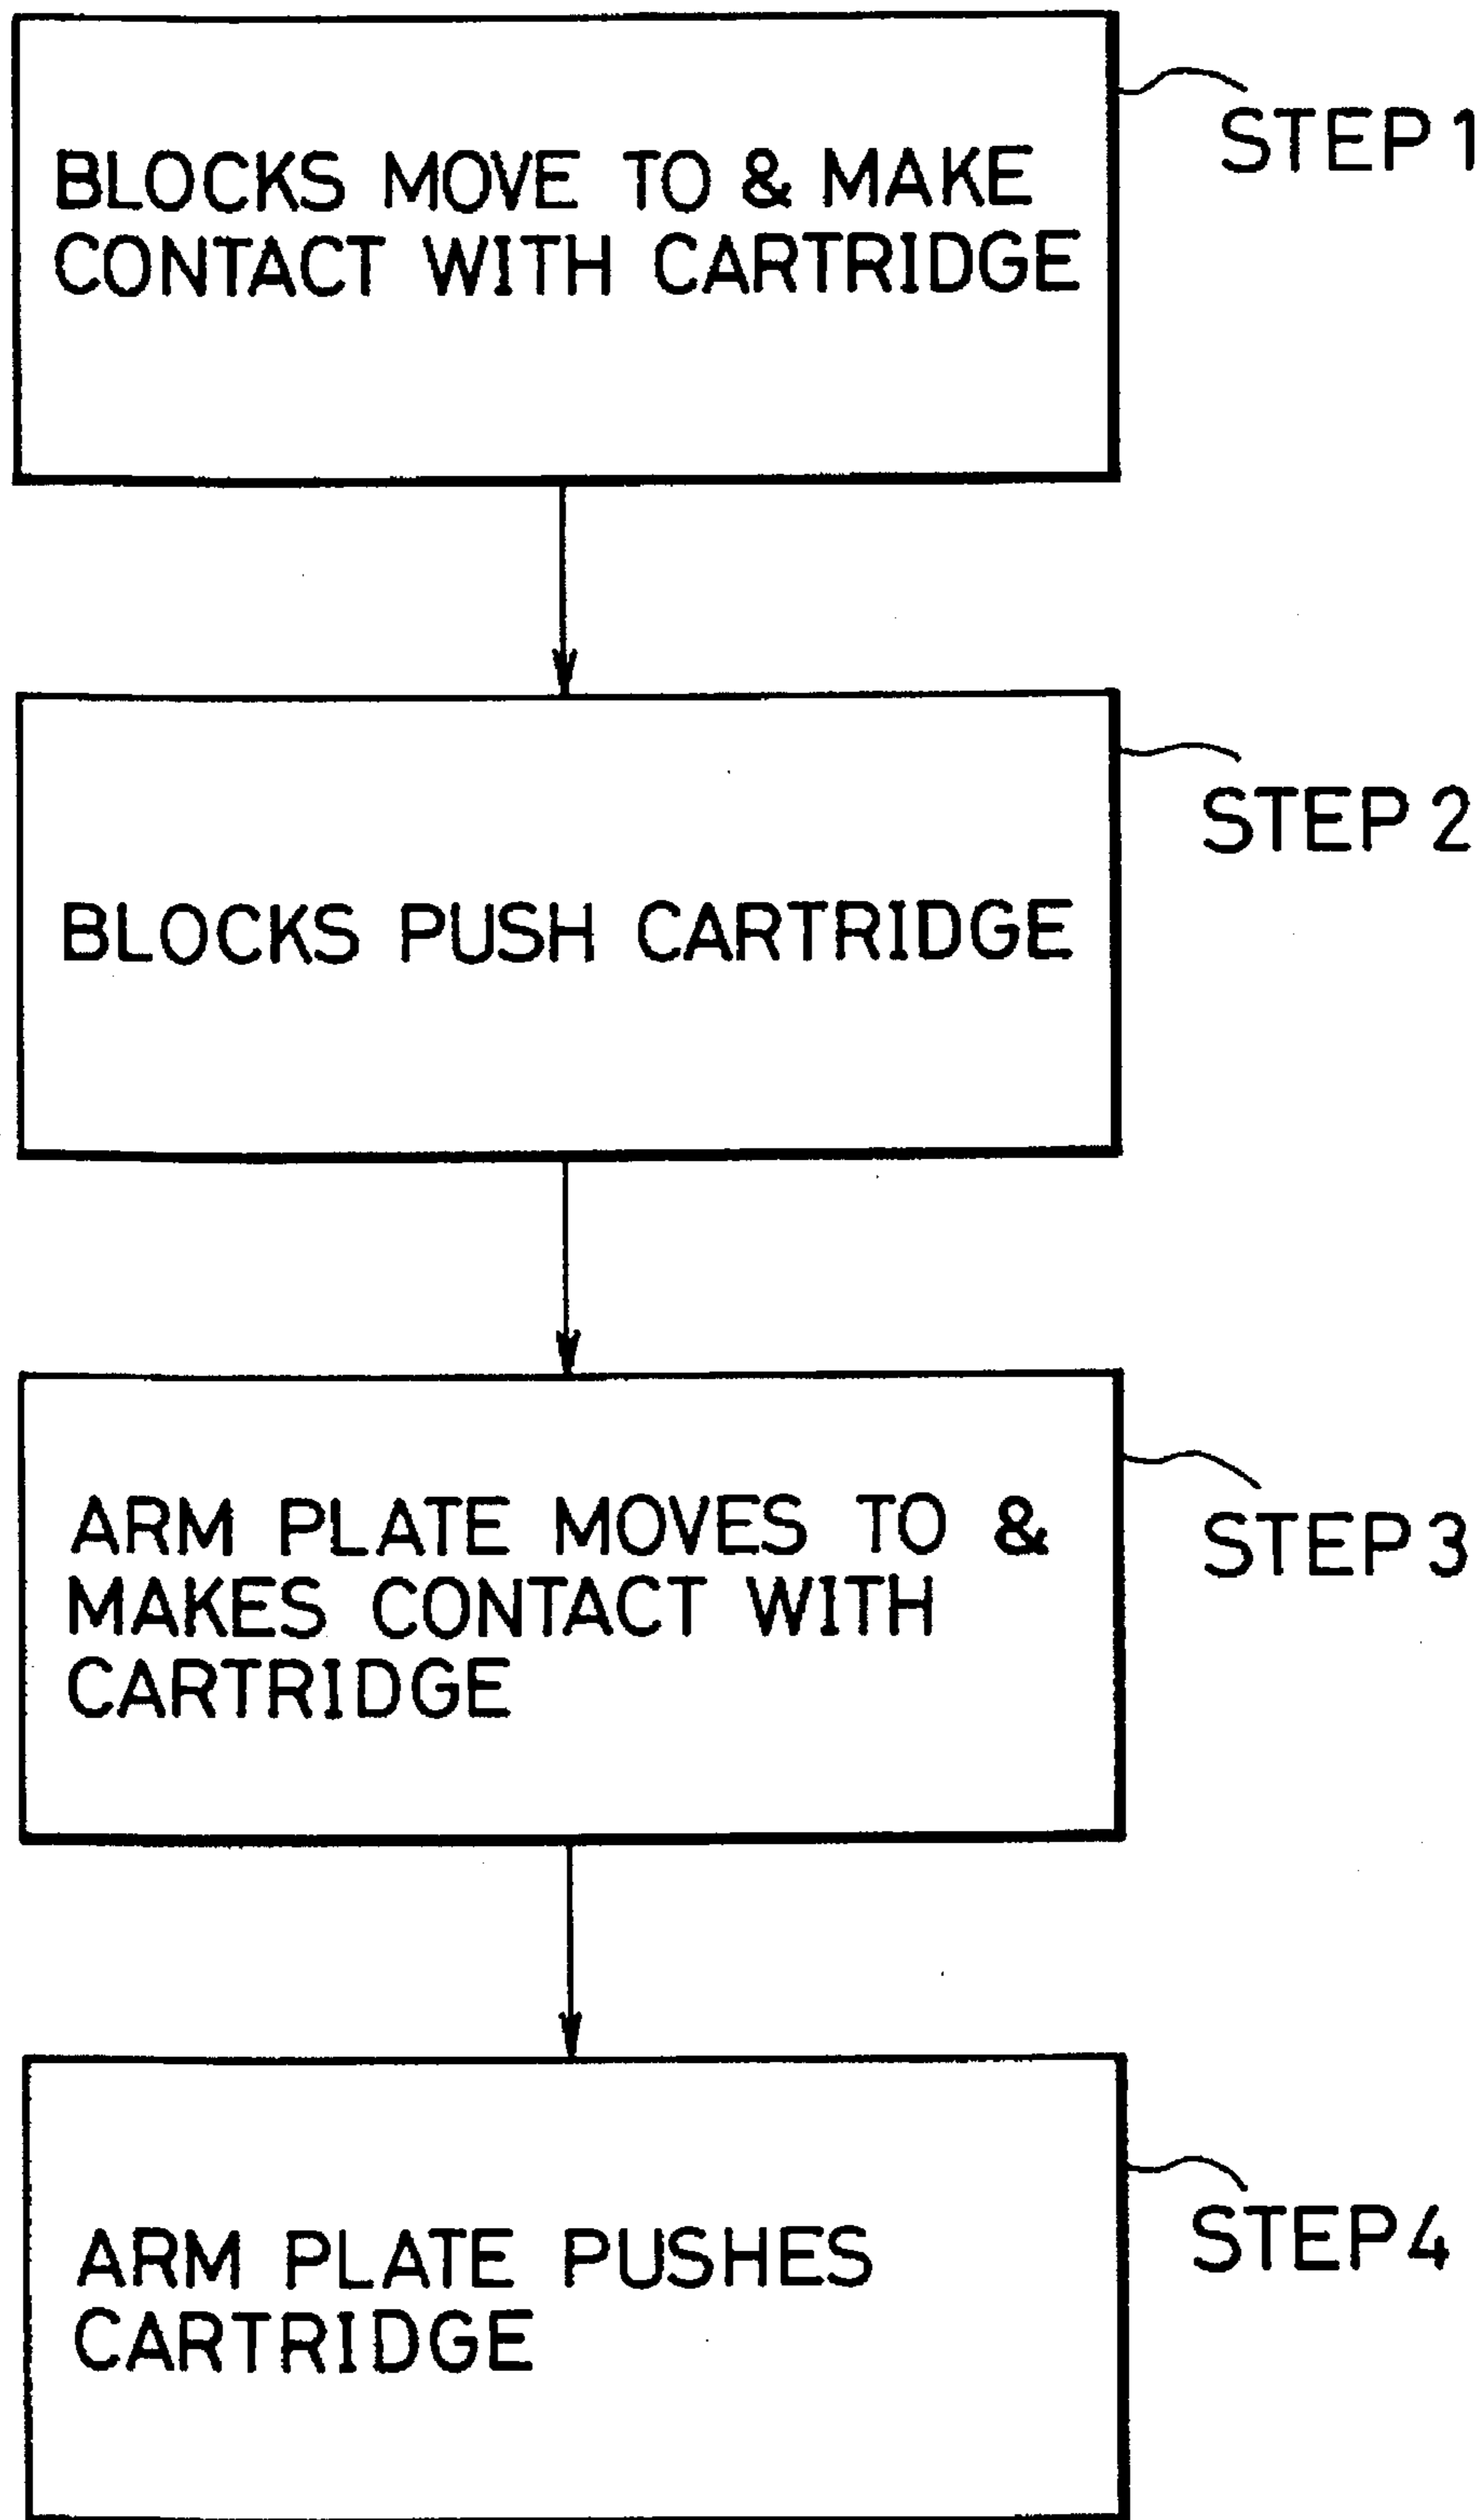 STEP 1
BLOCKS MOVE TO & MAKE
CONTACT WITH CARTRIDGE
STEP 2
BLOCKS PUSH CARTRIDGE
STEP 3
ARM PLATE MOVES TO &
MAKES CONTACT WITH
CARTRIDGE
STEP 4
ARM PLATE PUSHES
CARTRIDGE